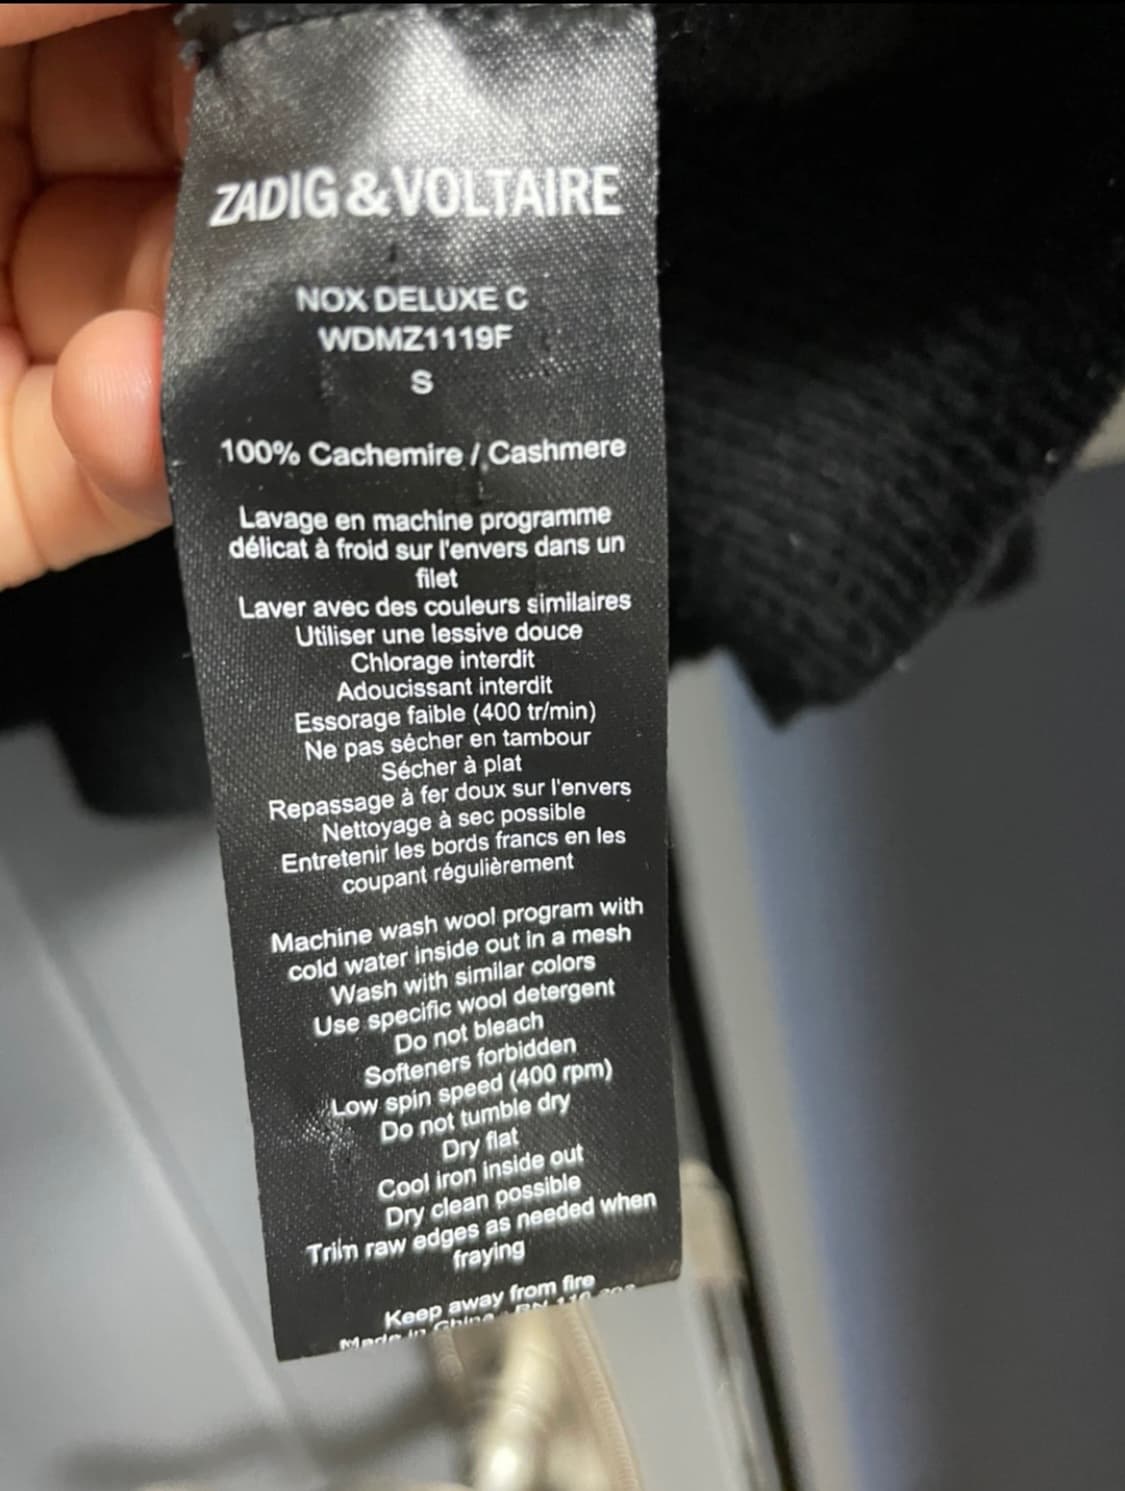 ZADIG & VOLTAIRE
NOX DELUXE C
WDMZ1119F
S
100% Cachemire / Cashmere
Lavage en machine programme
délicat à froid sur l'envers dans un
filet
Laver avec des couleurs similaires
Utiliser une lessive douce
Chlorage interdit
Adoucissant interdit
Essorage faible (400 tr/min)
Ne pas sécher en tambour
Sécher à plat
Repassage à fer doux sur l'envers
Nettoyage à sec possible
Entretenir les bords francs en les
coupant régulièrement
Machine wash wool program with
cold water inside out in a mesh
Wash with similar colors
Use specific wool detergent
Do not bleach
Softeners forbidden
Low spin speed (400 rpm)
Do not tumble dry
Dry flat
Cool iron inside out
Dry clean possible
Trim raw edges as needed when
fraying
Keep away from fire
Made in China